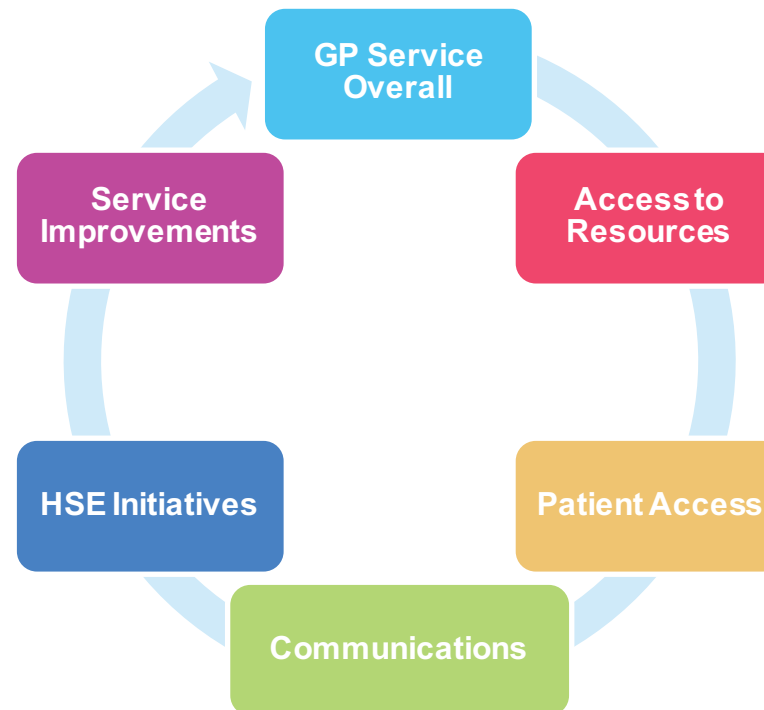 GP Service
Overall
Access to
Resources
Patient Access
Communications
HSE Initiatives
Service
Improvements